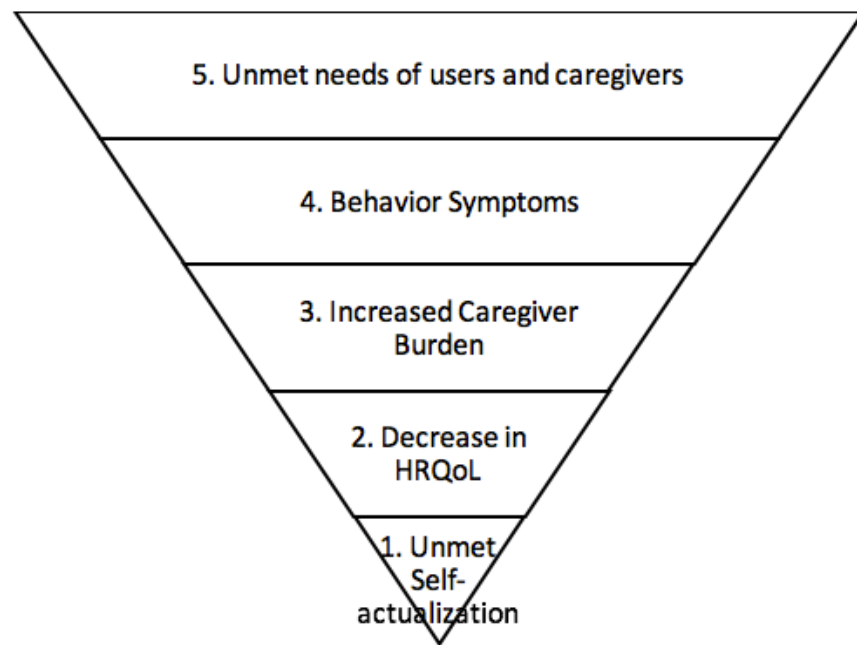 5. Unmet needs of users and caregivers
4. Behavior Symptoms
3. Increased Caregiver
Burden
2. Decrease in
HRQoL
1. Unmet
Self-
actualization